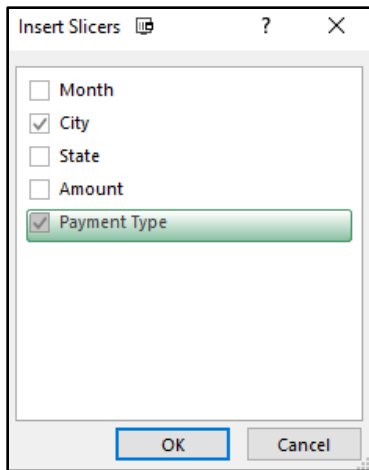 Insert Slicers ?
Month
City
State
Amount
Payment Type
OK Cancel